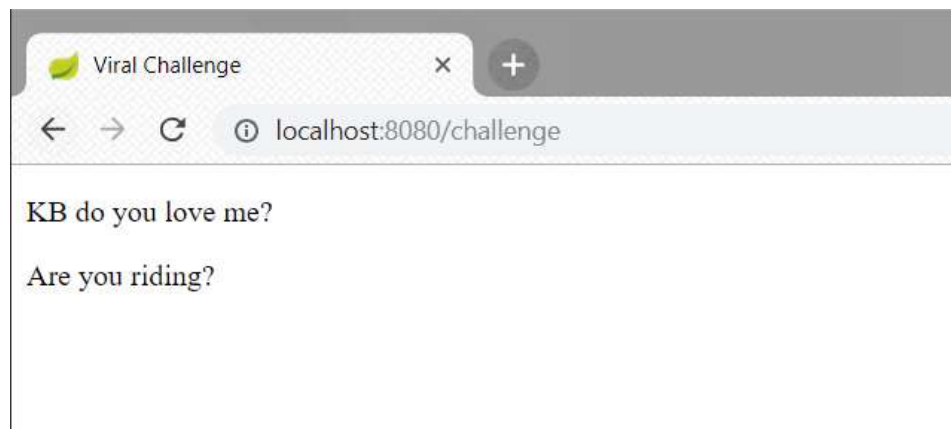 Viral Challenge
localhost:8080/challenge
KB do you love me?
Are you riding?